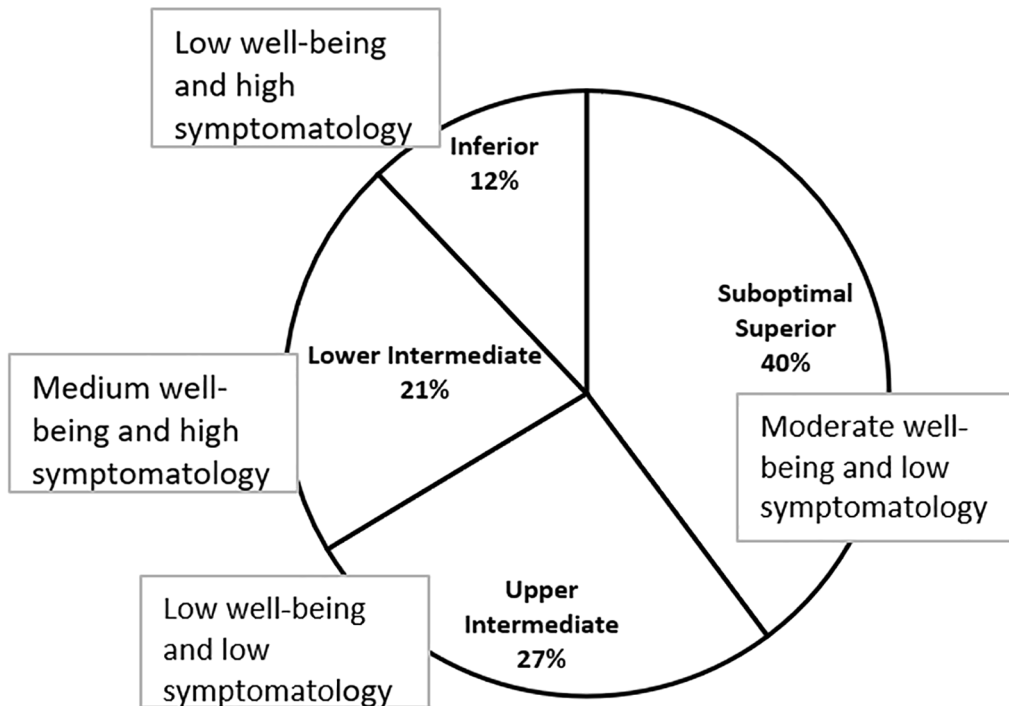 Low well-being
and high
symptomatology
Inferior
12%
Suboptimal
Superior
40%
Lower Intermediate
21%
Medium well-
being and high
symptomatology
Moderate well-
being and low
symptomatology
Upper
Intermediate
27%
Low well-being
and low
symptomatology